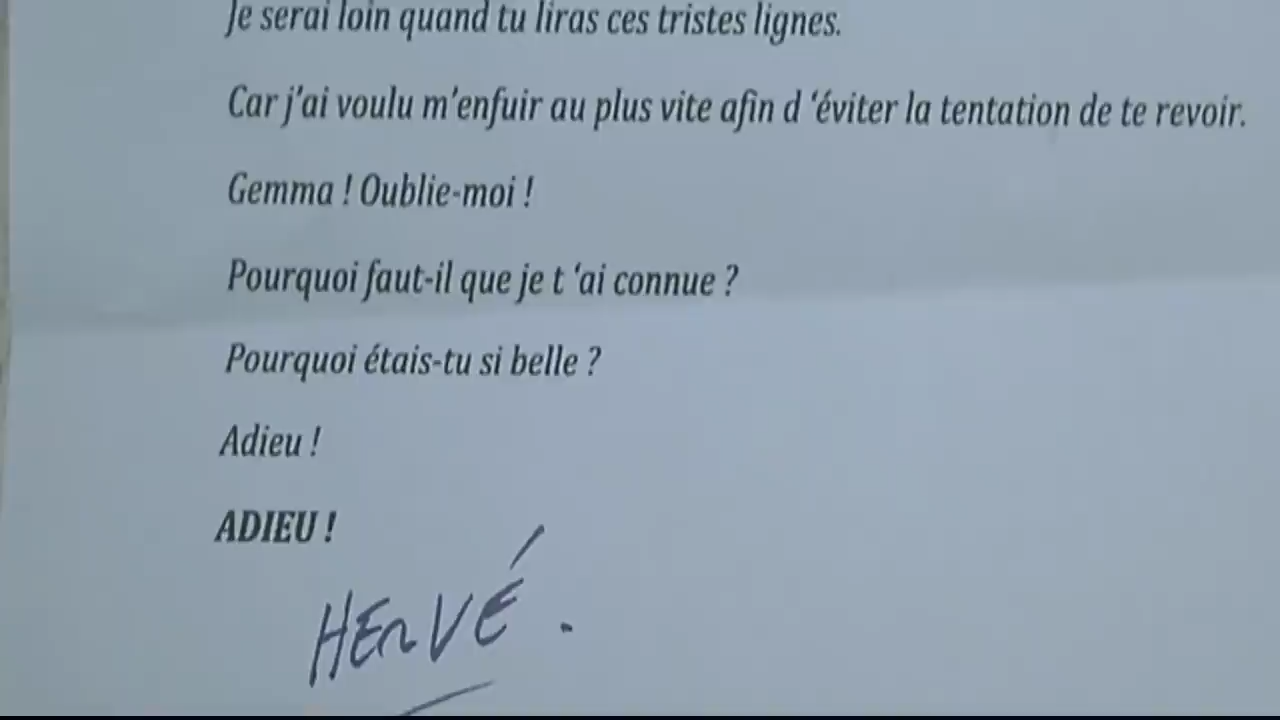 Je serai loin quand tu liras ces tristes lignes.
Car j'ai voulu m'enfuir au plus vite afin d 'éviter la tentation de te revoir.
Gemma ! Oublie-moi !
Pourquoi faut-il que je t 'ai connue ?
Pourquoi étais-tu si belle ?
Adieu !
ADIEU !
HERVÉ.